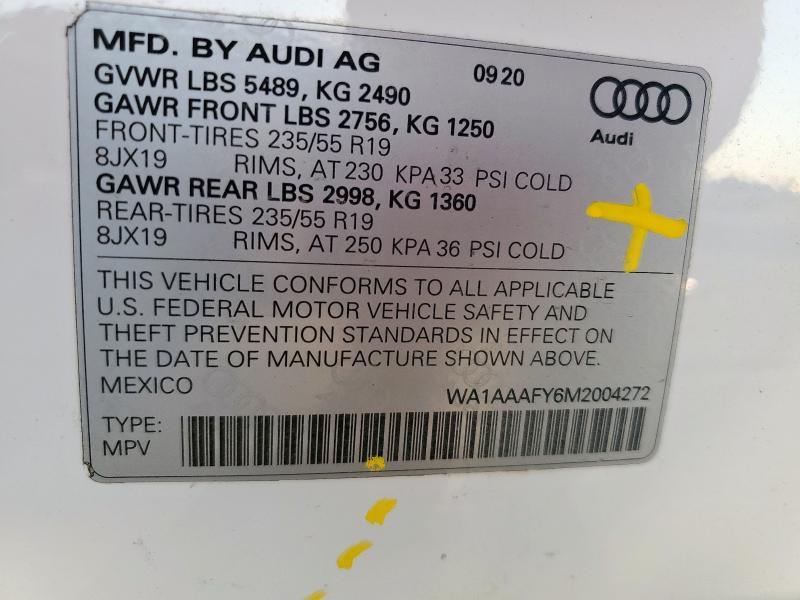 MFD. BY AUDI AG 0920
GVWR LBS 5489, KG 2490
GAWR FRONT LBS 2756, KG 1250
Audi
FRONT-TIRES 235/55 R19
8JX19 RIMS, AT 230 KPA 33 PSI COLD
GAWR REAR LBS 2998, KG 1360
REAR-TIRES 235/55 R19
8JX19 RIMS, AT 250 KPA 36 PSI COLD
THIS VEHICLE CONFORMS TO ALL APPLICABLE
U.S. FEDERAL MOTOR VEHICLE SAFETY AND
THEFT PREVENTION STANDARDS IN EFFECT ON
THE DATE OF MANUFACTURE SHOWN ABOVE.
MEXICO WA1AAAFY6M2004272
TYPE:
MPV